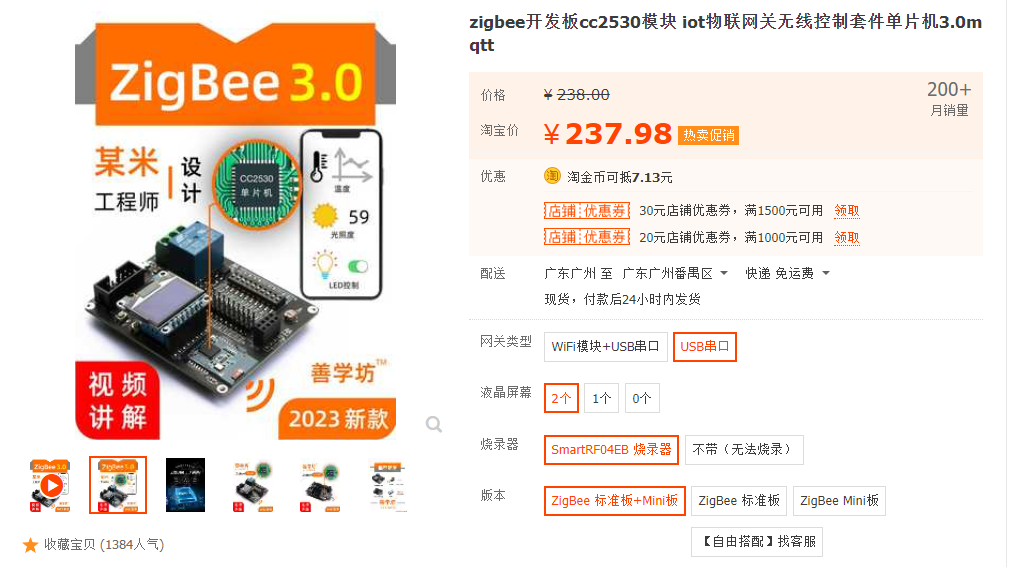 zigbee开发板cc2530模块 iot物联网关无线控制套件单片机3.0m
qtt
价格
¥ 238.00
200+
月销量
淘宝价
¥ 237.98
热卖促销
优惠
淘 淘金币可抵7.13元
店铺 优惠券 30元店铺优惠券，满1500元可用 领取
店铺 优惠券 20元店铺优惠券，满1000元可用 领取
配送
广东广州 至 广东广州番禺区 快递 免运费
现货，付款后24小时内发货
网关类型
WiFi模块+USB串口
USB串口
液晶屏幕
2个
1个
0个
烧录器
SmartRF04EB 烧录器
不带（无法烧录）
版本
ZigBee 标准板+Mini板
ZigBee 标准板
ZigBee Mini板
【自由搭配】找客服
ZigBee 3.0
某米
工程师
设计
CC2530
单片机
温度
59
光照度
LED控制
善学坊™
视频
讲解
2023 新款
收藏宝贝 (1384人气)